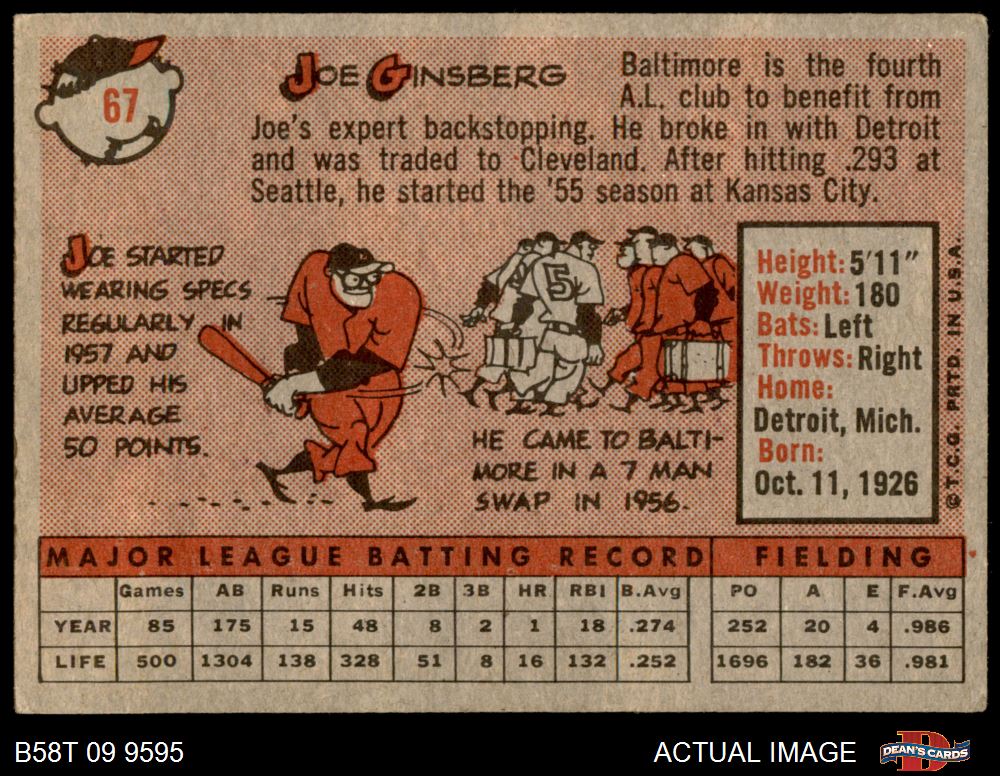 67
JOE GINSBERG
Baltimore is the fourth
A.L. club to benefit from
Joe's expert backstopping. He broke in with Detroit
and was traded to Cleveland. After hitting .293 at
Seattle, he started the '55 season at Kansas City.
JOE STARTED
WEARING SPECS
REGULARLY IN
1957 AND
UPPED HIS
AVERAGE
50 POINTS.
5
HE CAME TO BALTI-
MORE IN A 7 MAN
SWAP IN 1956.
Height: 5'11"
Weight: 180
Bats: Left
Throws: Right
Home:
Detroit, Mich.
Born:
Oct. 11, 1926
© T.C.G. PRTD. IN U.S.A.
MAJOR LEAGUE BATTING RECORD FIELDING
Games AB Runs Hits 2B 3B HR RBI B.Avg PO A E F.Avg
YEAR 85 175 15 48 8 2 1 18 .274 252 20 4 .986
LIFE 500 1304 138 328 51 8 16 132 .252 1696 182 36 .981
B58T 09 9595 ACTUAL IMAGE DEAN'S CARDS